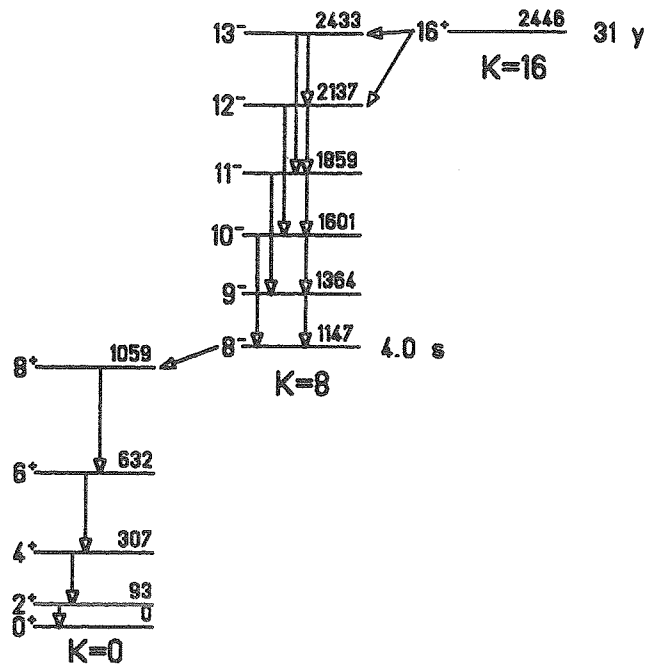 13⁻ 2433 16⁺ 2446 31 y
K=16
12⁻ 2137
11⁻ 1859
10⁻ 1601
9⁻ 1364
8⁻ 1147 4.0 s
K=8
8⁺ 1059
6⁺ 632
4⁺ 307
2⁺ 93
0⁺ 0
K=0